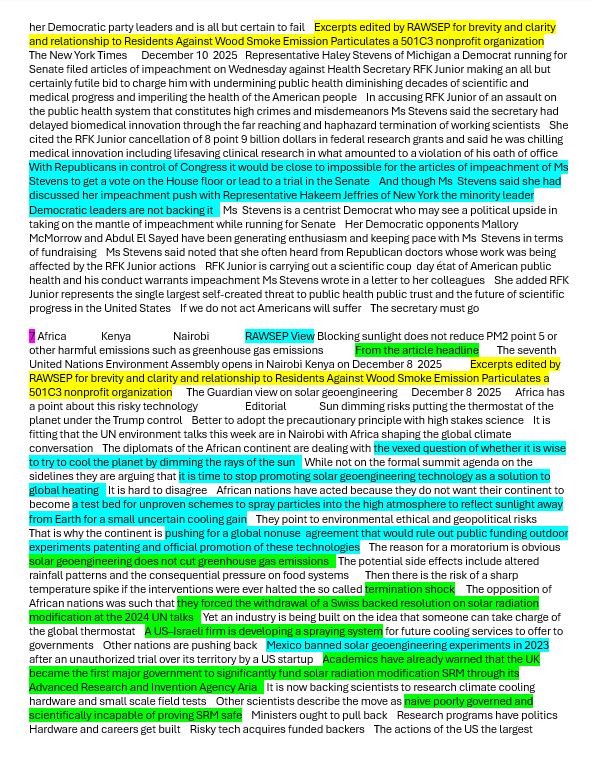 her Democratic party leaders and is all but certain to fail Excerpts edited by RAWSEP for brevity and clarity
and relationship to Residents Against Wood Smoke Emission Particulates a 501C3 nonprofit organization
The New York Times December 10 2025 Representative Haley Stevens of Michigan a Democrat running for
Senate filed articles of impeachment on Wednesday against Health Secretary RFK Junior making an all but
certainly futile bid to charge him with undermining public health diminishing decades of scientific and
medical progress and imperiling the health of the American people In accusing RFK Junior of an assault on
the public health system that constitutes high crimes and misdemeanors Ms Stevens said the secretary had
delayed biomedical innovation through the far reaching and haphazard termination of working scientists She
cited the RFK Junior cancellation of 8 point 9 billion dollars in federal research grants and said he was chilling
medical innovation including lifesaving clinical research in what amounted to a violation of his oath of office
With Republicans in control of Congress it would be close to impossible for the articles of impeachment of Ms
Stevens to get a vote on the House floor or lead to a trial in the Senate And though Ms Stevens said she had
discussed her impeachment push with Representative Hakeem Jeffries of New York the minority leader
Democratic leaders are not backing it Ms Stevens is a centrist Democrat who may see a political upside in
taking on the mantle of impeachment while running for Senate Her Democratic opponents Mallory
McMorrow and Abdul El Sayed have been generating enthusiasm and keeping pace with Ms Stevens in terms
of fundraising Ms Stevens said noted that she often heard from Republican doctors whose work was being
affected by the RFK Junior actions RFK Junior is carrying out a scientific coup day état of American public
health and his conduct warrants impeachment Ms Stevens wrote in a letter to her colleagues She added RFK
Junior represents the single largest self-created threat to public health public trust and the future of scientific
progress in the United States If we do not act Americans will suffer The secretary must go
7 Africa Kenya Nairobi RAWSEP View Blocking sunlight does not reduce PM2 point 5 or
other harmful emissions such as greenhouse gas emissions From the article headline The seventh
United Nations Environment Assembly opens in Nairobi Kenya on December 8 2025 Excerpts edited by
RAWSEP for brevity and clarity and relationship to Residents Against Wood Smoke Emission Particulates a
501C3 nonprofit organization The Guardian view on solar geoengineering December 8 2025 Africa has
a point about this risky technology Editorial Sun dimming risks putting the thermostat of the
planet under the Trump control Better to adopt the precautionary principle with high stakes science It is
fitting that the UN environment talks this week are in Nairobi with Africa shaping the global climate
conversation The diplomats of the African continent are dealing with the vexed question of whether it is wise
to try to cool the planet by dimming the rays of the sun While not on the formal summit agenda on the
sidelines they are arguing that it is time to stop promoting solar geoengineering technology as a solution to
global heating It is hard to disagree African nations have acted because they do not want their continent to
become a test bed for unproven schemes to spray particles into the high atmosphere to reflect sunlight away
from Earth for a small uncertain cooling gain They point to environmental ethical and geopolitical risks
That is why the continent is pushing for a global nonuse agreement that would rule out public funding outdoor
experiments patenting and official promotion of these technologies The reason for a moratorium is obvious
solar geoengineering does not cut greenhouse gas emissions The potential side effects include altered
rainfall patterns and the consequential pressure on food systems Then there is the risk of a sharp
temperature spike if the interventions were ever halted the so called termination shock The opposition of
African nations was such that they forced the withdrawal of a Swiss backed resolution on solar radiation
modification at the 2024 UN talks Yet an industry is being built on the idea that someone can take charge of
the global thermostat A US–Israeli firm is developing a spraying system for future cooling services to offer to
governments Other nations are pushing back Mexico banned solar geoengineering experiments in 2023
after an unauthorized trial over its territory by a US startup Academics have already warned that the UK
became the first major government to significantly fund solar radiation modification SRM through its
Advanced Research and Invention Agency Aria It is now backing scientists to research climate cooling
hardware and small scale field tests Other scientists describe the move as naive poorly governed and
scientifically incapable of proving SRM safe Ministers ought to pull back Research programs have politics
Hardware and careers get built Risky tech acquires funded backers The actions of the US the largest